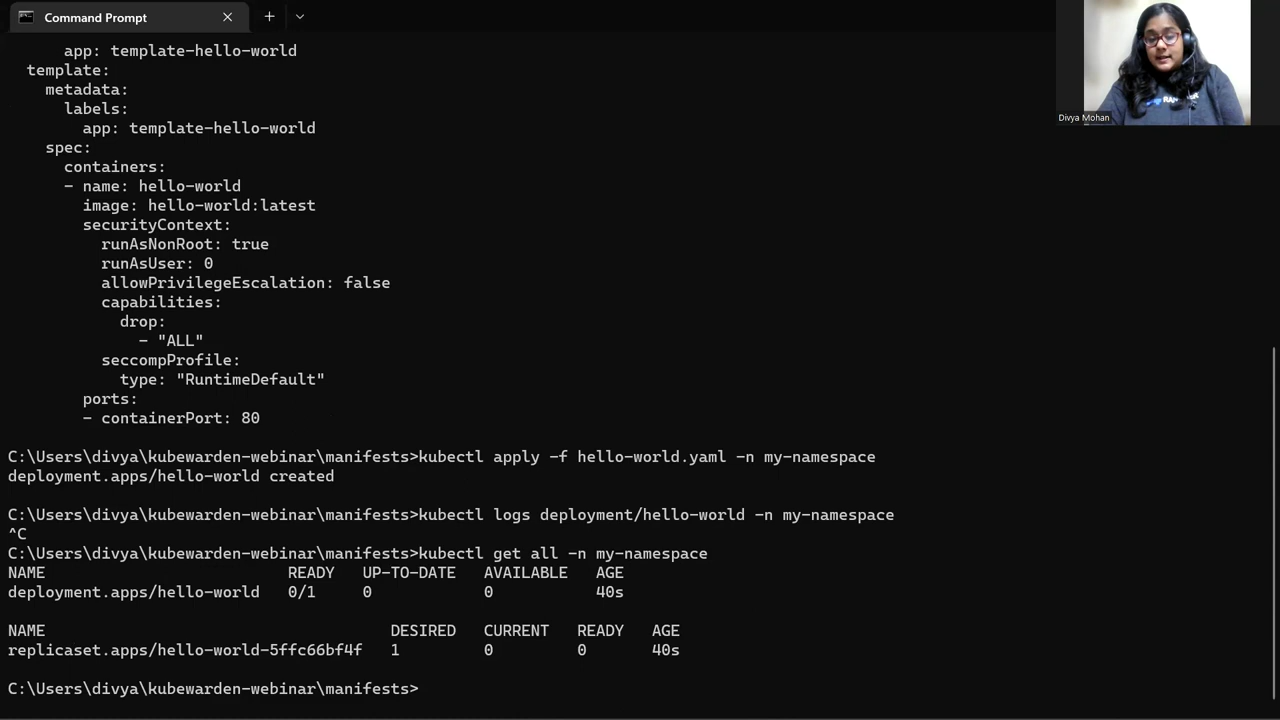 Command Prompt
app: template-hello-world
template:
metadata:
labels:
app: template-hello-world
spec:
containers:
- name: hello-world
image: hello-world:latest
securityContext:
runAsNonRoot: true
runAsUser: 0
allowPrivilegeEscalation: false
capabilities:
drop:
- "ALL"
seccompProfile:
type: "RuntimeDefault"
ports:
- containerPort: 80
C:\Users\divya\kubewarden-webinar\manifests>kubectl apply -f hello-world.yaml -n my-namespace
deployment.apps/hello-world created
C:\Users\divya\kubewarden-webinar\manifests>kubectl logs deployment/hello-world -n my-namespace
^C
C:\Users\divya\kubewarden-webinar\manifests>kubectl get all -n my-namespace
NAME READY UP-TO-DATE AVAILABLE AGE
deployment.apps/hello-world 0/1 0 0 40s
NAME DESIRED CURRENT READY AGE
replicaset.apps/hello-world-5ffc66bf4f 1 0 0 40s
C:\Users\divya\kubewarden-webinar\manifests>
Divya Mohan